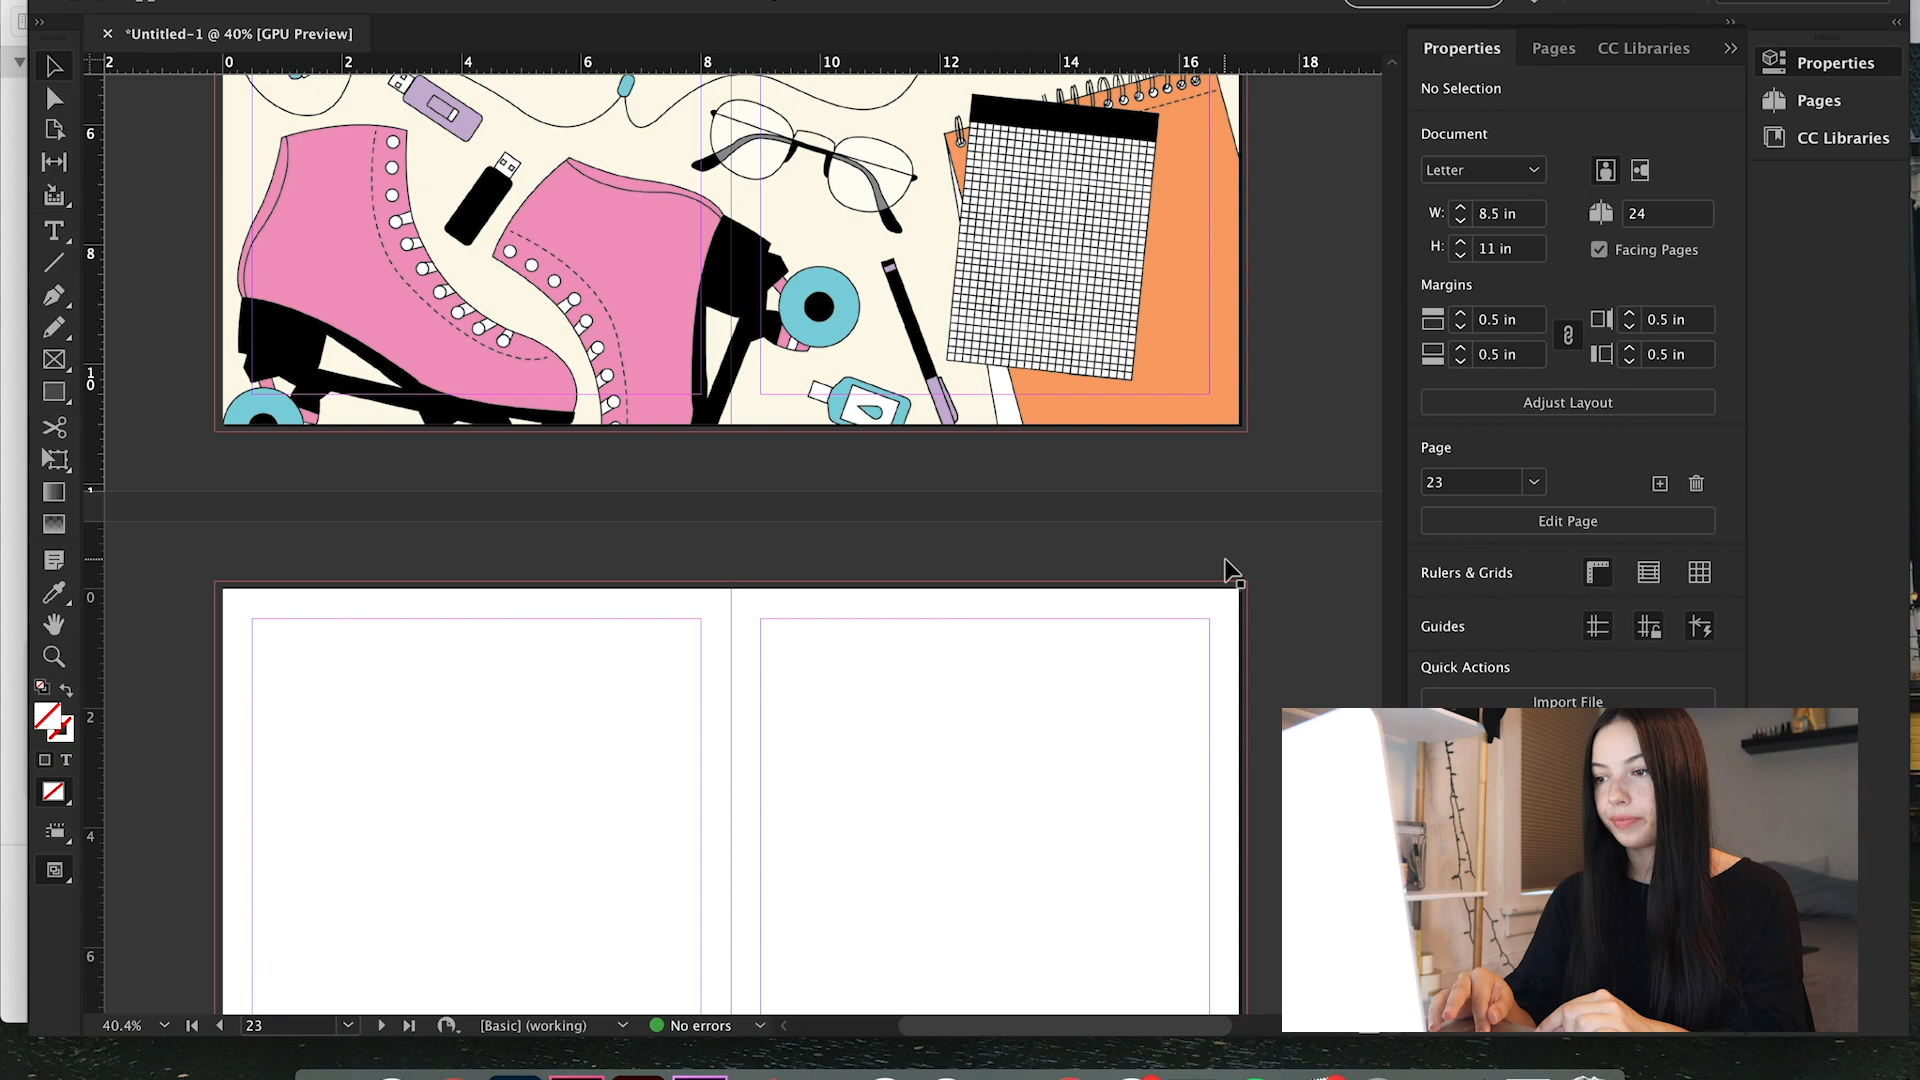 *Untitled-1 @ 40% [GPU Preview]
2 0 2 4 6 8 10 12 14 16 18
6
8
10
1
0
2
4
6
T
T
Properties Pages CC Libraries
No Selection
Document
Letter
W: 8.5 in 24
H: 11 in Facing Pages
Margins
0.5 in 0.5 in
0.5 in 0.5 in
Adjust Layout
Page
23
Edit Page
Rulers & Grids
Guides
Quick Actions
Import File
Properties
Pages
CC Libraries
40.4% 23 [Basic] (working) No errors